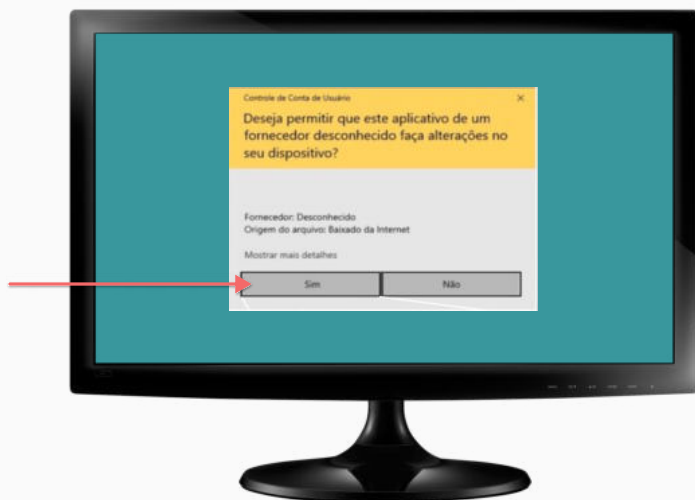 Controle de Conta de Usuário
Deseja permitir que este aplicativo de um
fornecedor desconhecido faça alterações no
seu dispositivo?
Fornecedor: Desconhecido
Origem do arquivo: Baixado da Internet
Mostrar mais detalhes
Sim
Não